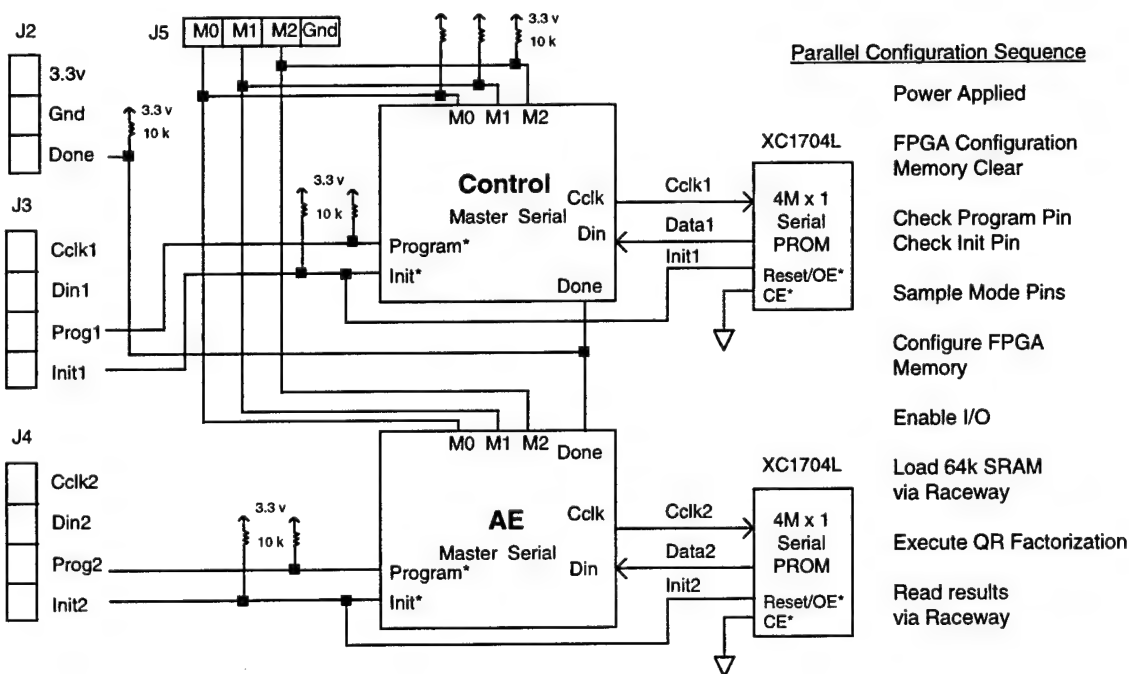 J2
3.3v
Gnd
Done
3.3 v
10 k
J5
M0 M1 M2 Gnd
3.3 v
10 k
J3
Cclk1
Din1
Prog1
Init1
3.3 v
10 k
M0 M1 M2
Control
Master Serial
Cclk
Din
Program*
Init*
Done
Cclk1
Data1
Init1
XC1704L
4M x 1
Serial
PROM
Reset/OE*
CE*
J4
Cclk2
Din2
Prog2
Init2
3.3 v
10 k
M0 M1 M2
Done
AE
Master Serial
Cclk
Din
Program*
Init*
Cclk2
Data2
Init2
XC1704L
4M x 1
Serial
PROM
Reset/OE*
CE*
Parallel Configuration Sequence
Power Applied
FPGA Configuration
Memory Clear
Check Program Pin
Check Init Pin
Sample Mode Pins
Configure FPGA
Memory
Enable I/O
Load 64k SRAM
via Raceway
Execute QR Factorization
Read results
via Raceway